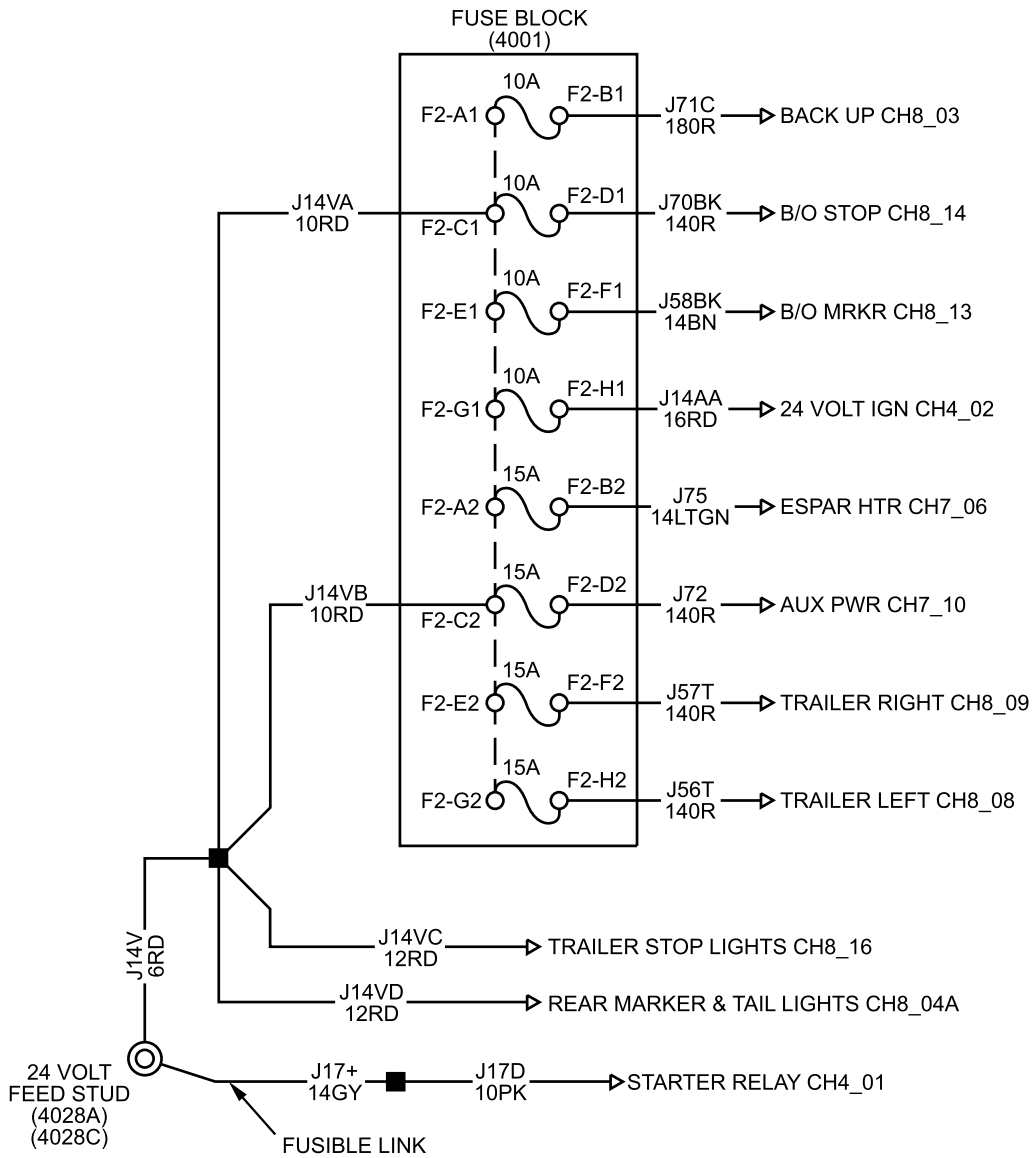 FUSE BLOCK
(4001)
10A
F2-A1
F2-B1
J71C
180R
BACK UP CH8_03
J14VA
10RD
10A
F2-C1
F2-D1
J70BK
140R
B/O STOP CH8_14
10A
F2-E1
F2-F1
J58BK
14BN
B/O MRKR CH8_13
10A
F2-G1
F2-H1
J14AA
16RD
24 VOLT IGN CH4_02
15A
F2-A2
F2-B2
J75
14LTGN
ESPAR HTR CH7_06
J14VB
10RD
15A
F2-C2
F2-D2
J72
140R
AUX PWR CH7_10
15A
F2-E2
F2-F2
J57T
140R
TRAILER RIGHT CH8_09
15A
F2-G2
F2-H2
J56T
140R
TRAILER LEFT CH8_08
J14V
6RD
J14VC
12RD
TRAILER STOP LIGHTS CH8_16
J14VD
12RD
REAR MARKER & TAIL LIGHTS CH8_04A
24 VOLT
FEED STUD
(4028A)
(4028C)
J17+
14GY
J17D
10PK
STARTER RELAY CH4_01
FUSIBLE LINK